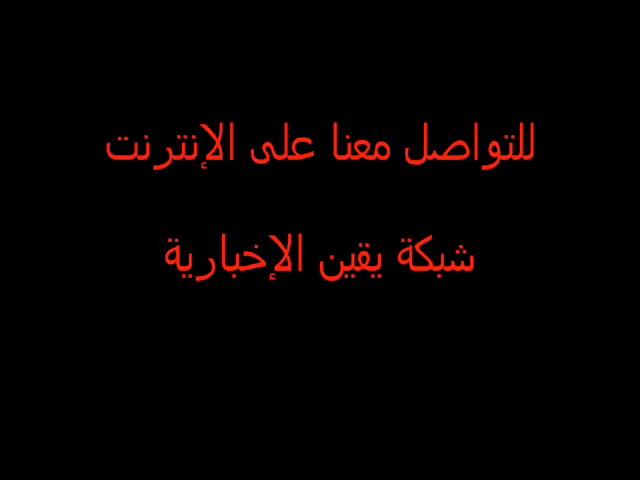 للتواصل معنا على الإنترنت
شبكة يقين الإخبارية